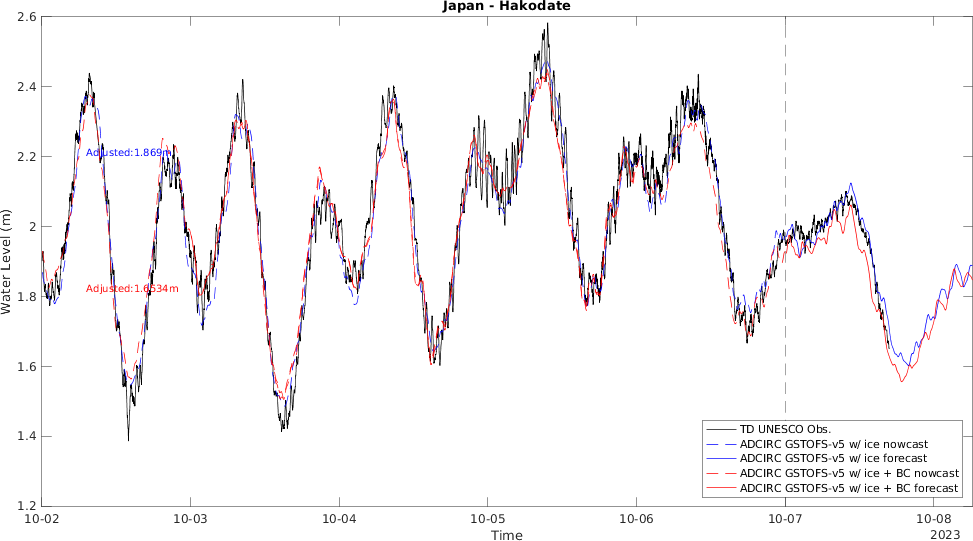 Japan - Hakodate
Water Level (m)
2.6
2.4
2.2
2
1.8
1.6
1.4
1.2
Adjusted:1.869m
Adjusted:1.6534m
TD UNESCO Obs.
ADCIRC GSTOFS-v5 w/ ice nowcast
ADCIRC GSTOFS-v5 w/ ice forecast
ADCIRC GSTOFS-v5 w/ ice + BC nowcast
ADCIRC GSTOFS-v5 w/ ice + BC forecast
10-02 10-03 10-04 10-05 10-06 10-07 10-08
Time
2023